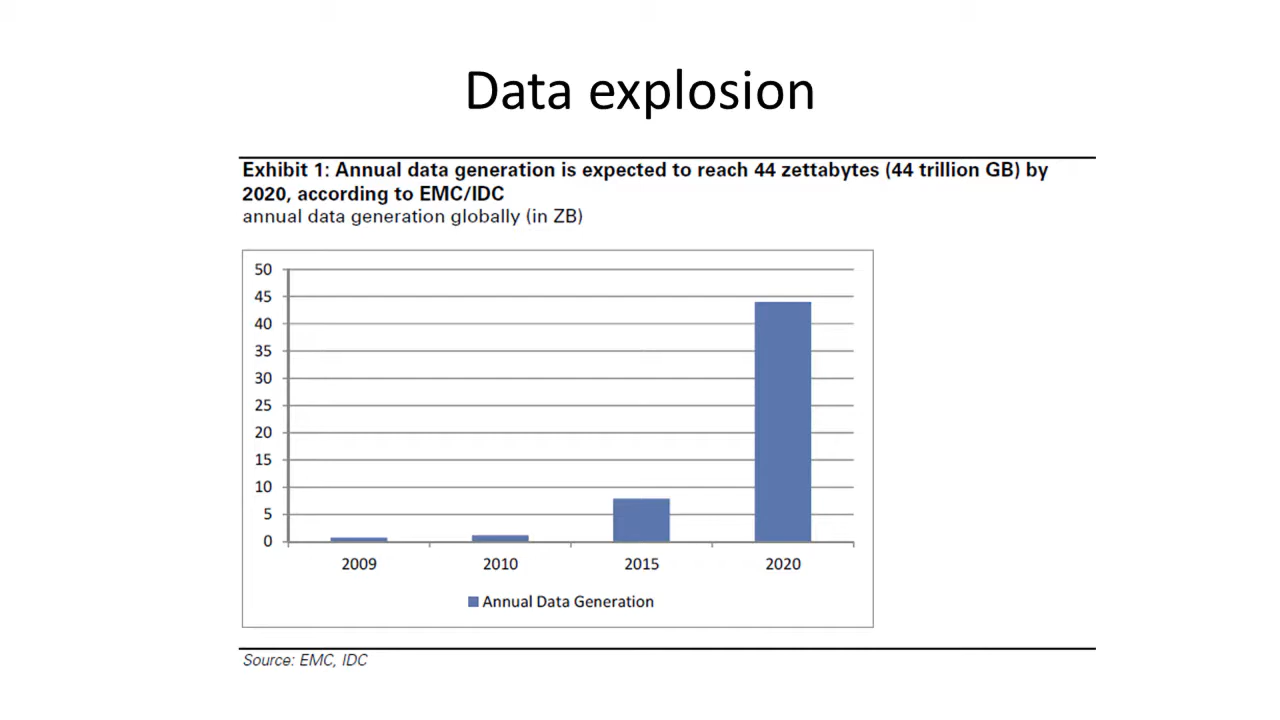 Data explosion
Exhibit 1: Annual data generation is expected to reach 44 zettabytes (44 trillion GB) by
2020, according to EMC/IDC
annual data generation globally (in ZB)
50
45
40
35
30
25
20
15
10
5
0
2009 2010 2015 2020
Annual Data Generation
Source: EMC, IDC